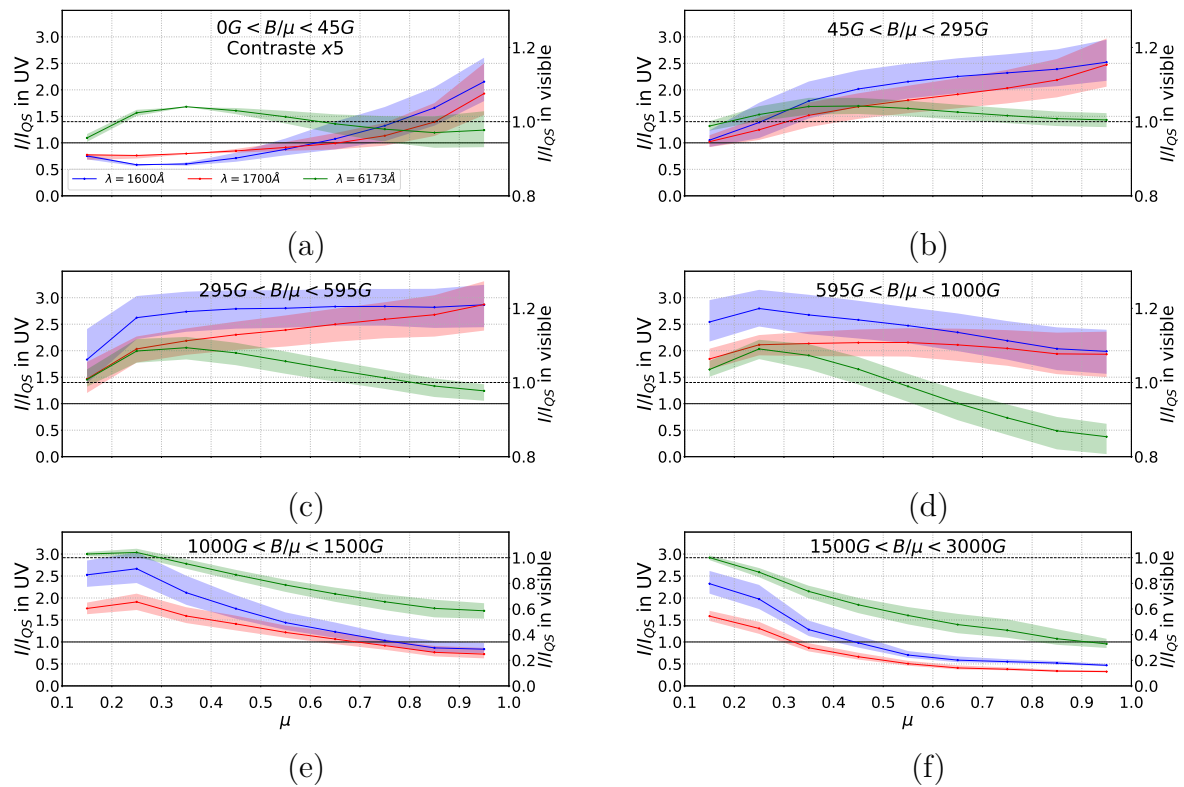 0G < B/μ < 45G
Contraste x5
3.0
2.5
2.0
1.5
1.0
0.5
0.0
I/I_QS in UV
1.2
1.0
0.8
I/I_QS in visible
λ = 1600Å
λ = 1700Å
λ = 6173Å
(a)
45G < B/μ < 295G
3.0
2.5
2.0
1.5
1.0
0.5
0.0
I/I_QS in UV
1.2
1.0
0.8
I/I_QS in visible
(b)
295G < B/μ < 595G
3.0
2.5
2.0
1.5
1.0
0.5
0.0
I/I_QS in UV
1.2
1.0
0.8
I/I_QS in visible
(c)
595G < B/μ < 1000G
3.0
2.5
2.0
1.5
1.0
0.5
0.0
I/I_QS in UV
1.2
1.0
0.8
I/I_QS in visible
(d)
1000G < B/μ < 1500G
3.0
2.5
2.0
1.5
1.0
0.5
0.0
I/I_QS in UV
1.0
0.8
0.6
0.4
0.2
0.0
I/I_QS in visible
0.1 0.2 0.3 0.4 0.5 0.6 0.7 0.8 0.9 1.0
μ
(e)
1500G < B/μ < 3000G
3.0
2.5
2.0
1.5
1.0
0.5
0.0
I/I_QS in UV
1.0
0.8
0.6
0.4
0.2
0.0
I/I_QS in visible
0.1 0.2 0.3 0.4 0.5 0.6 0.7 0.8 0.9 1.0
μ
(f)